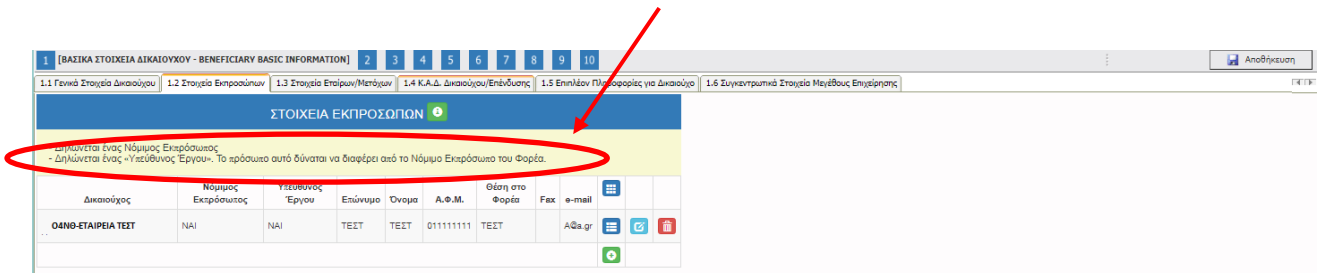 1 [ΒΑΣΙΚΑ ΣΤΟΙΧΕΙΑ ΔΙΚΑΙΟΥΧΟΥ - BENEFICIARY BASIC INFORMATION] 2 3 4 5 6 7 8 9 10 Αποθήκευση
1.1 Γενικά Στοιχεία Δικαιούχου 1.2 Στοιχεία Εκπροσώπων 1.3 Στοιχεία Εταίρων/Μετόχων 1.4 Κ.Α.Δ. Δικαιούχου/Επένδυσης 1.5 Επιπλέον Πληροφορίες για Δικαιούχο 1.6 Συγκεντρωτικά Στοιχεία Μεγέθους Επιχείρησης
ΣΤΟΙΧΕΙΑ ΕΚΠΡΟΣΩΠΩΝ
- Δηλώνεται ένας Νόμιμος Εκπρόσωπος
- Δηλώνεται ένας «Υπεύθυνος Έργου». Το πρόσωπο αυτό δύναται να διαφέρει από το Νόμιμο Εκπρόσωπο του Φορέα.
Δικαιούχος Νόμιμος Εκπρόσωπος Υπεύθυνος Έργου Επώνυμο Όνομα Α.Φ.Μ. Θέση στο Φορέα Fax e-mail
Ο4ΝΘ-ΕΤΑΙΡΕΙΑ ΤΕΣΤ ΝΑΙ ΝΑΙ ΤΕΣΤ ΤΕΣΤ 011111111 ΤΕΣΤ A@a.gr